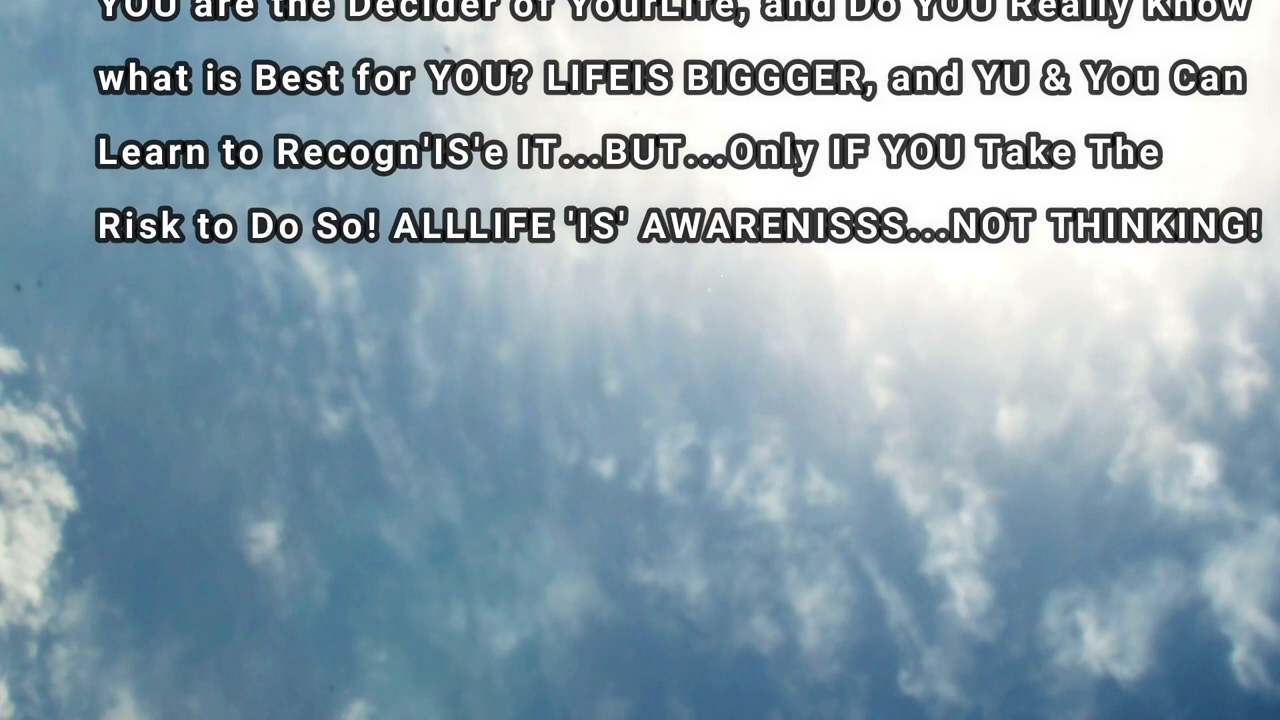 YOU are the Decider of YourLife, and Do YOU Really Know
what is Best for YOU? LIFEIS BIGGGER, and YU & You Can
Learn to Recogn'IS'e IT...BUT...Only IF YOU Take The
Risk to Do So! ALLLIFE 'IS' AWARENISSS...NOT THINKING!